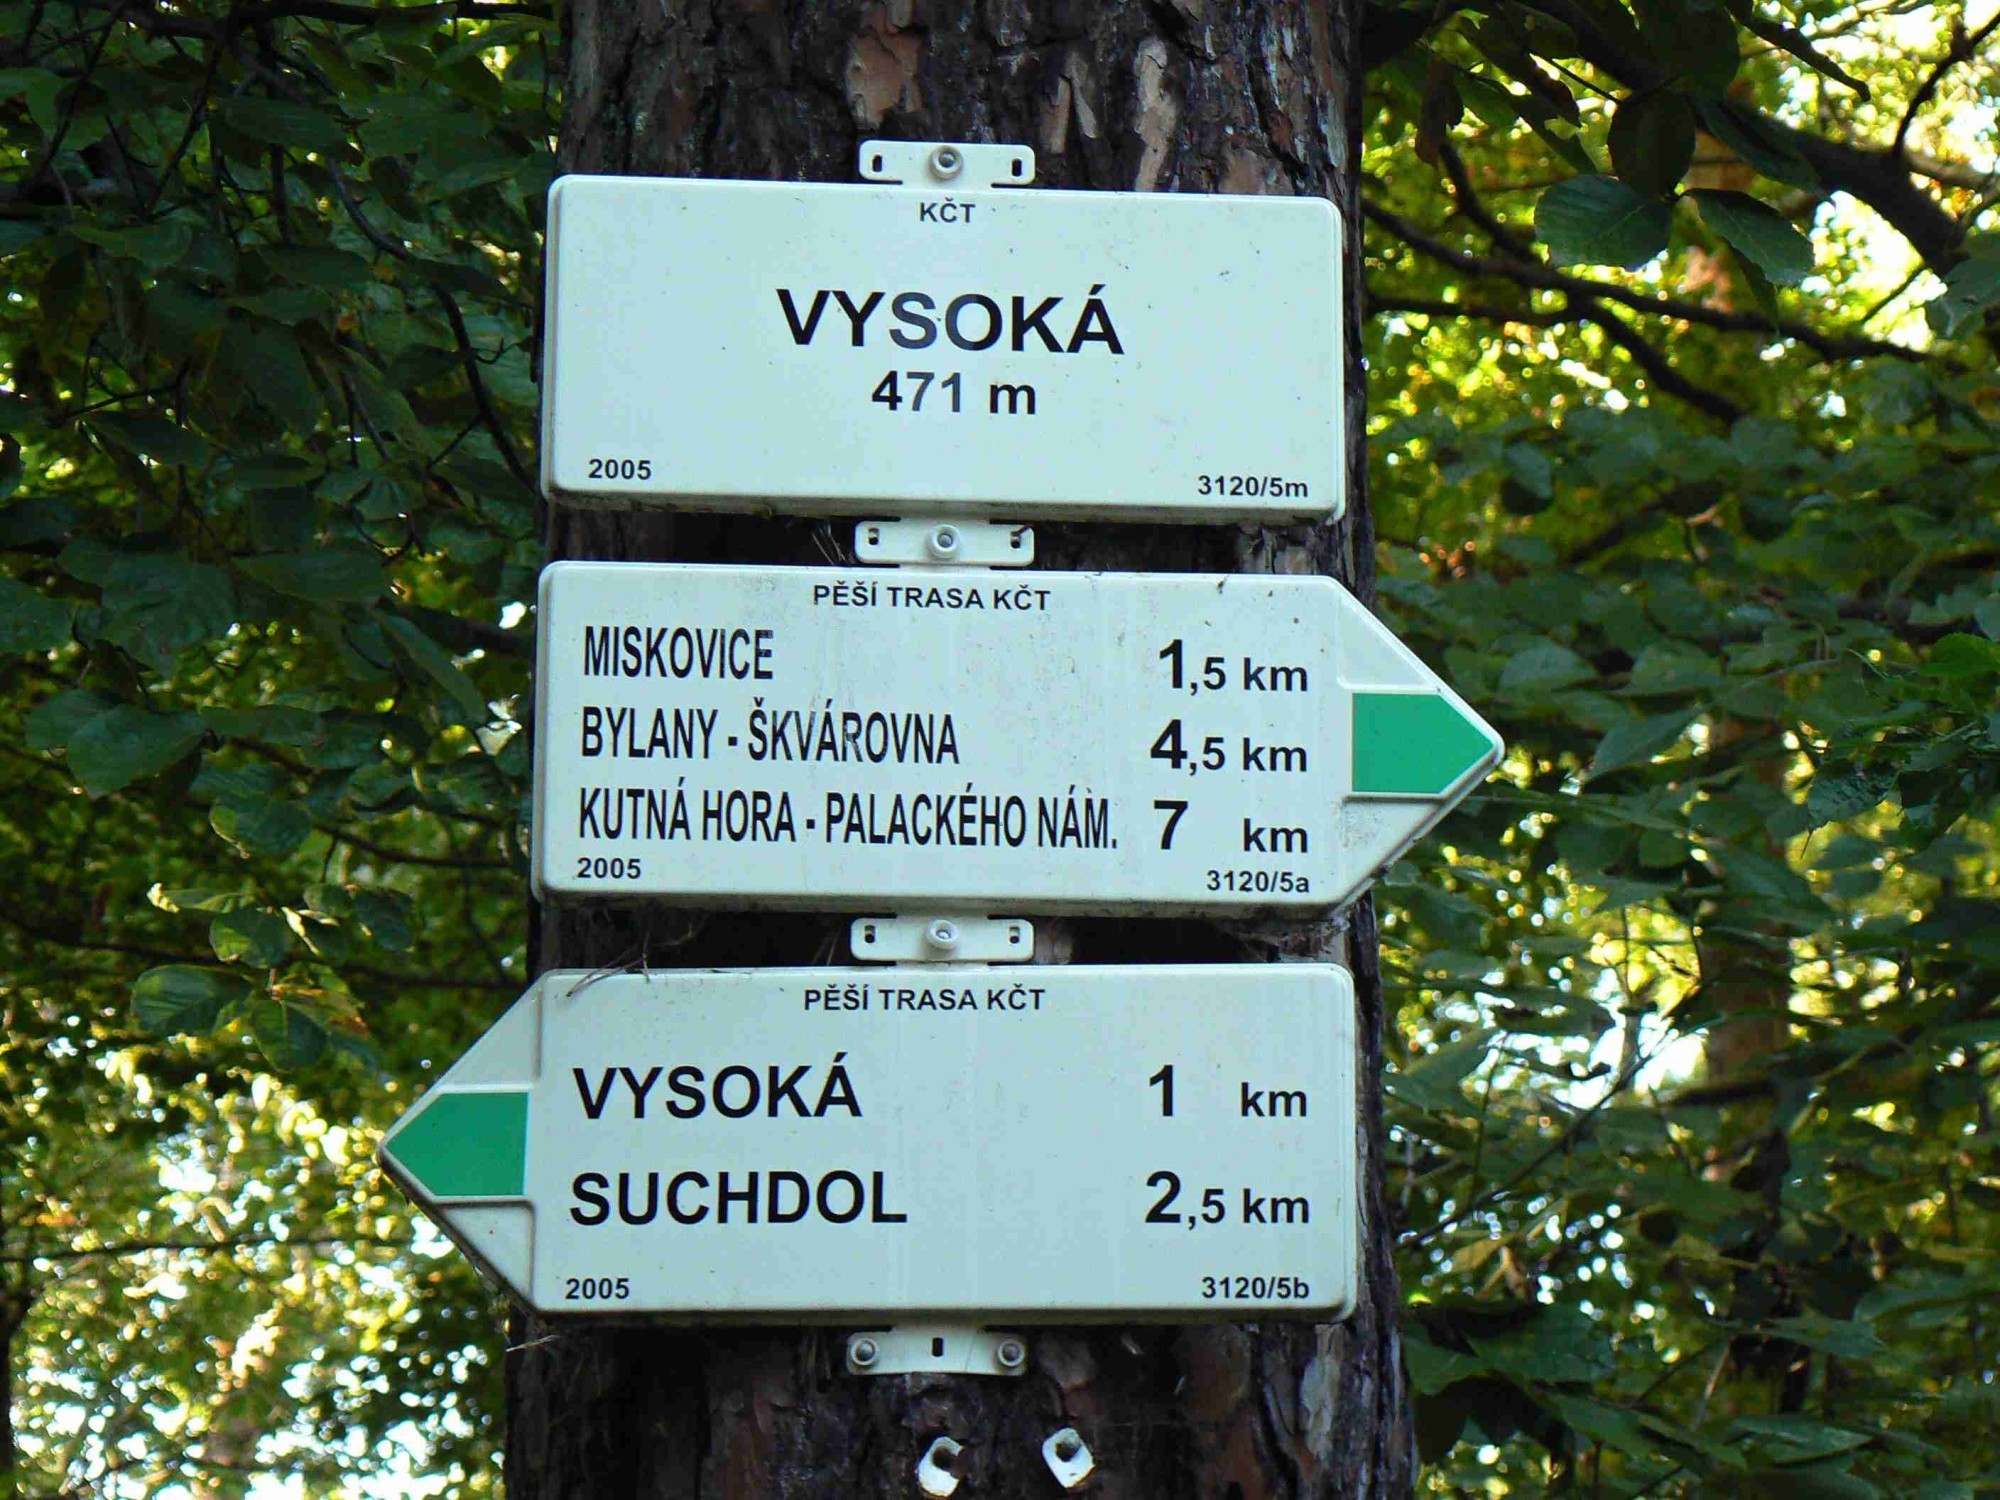 KČT
VYSOKÁ
471 m
2005 3120/5m
PĚŠÍ TRASA KČT
MISKOVICE 1,5 km
BYLANY - ŠKVÁROVNA 4,5 km
KUTNÁ HORA - PALACKÉHO NÁM. 7 km
2005 3120/5a
PĚŠÍ TRASA KČT
VYSOKÁ 1 km
SUCHDOL 2,5 km
2005 3120/5b